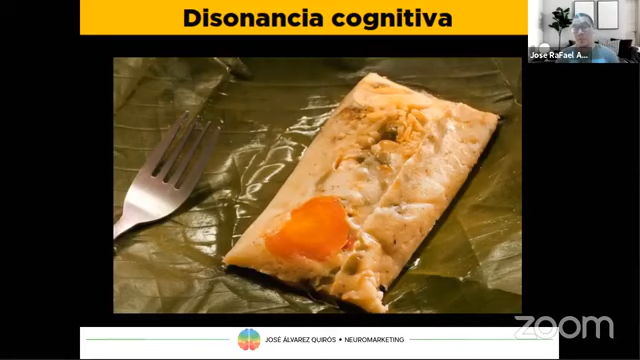 Disonancia cognitiva
Jose RaFael A...
JOSÉ ÁLVAREZ QUIRÓS • NEUROMARKETING
zoom